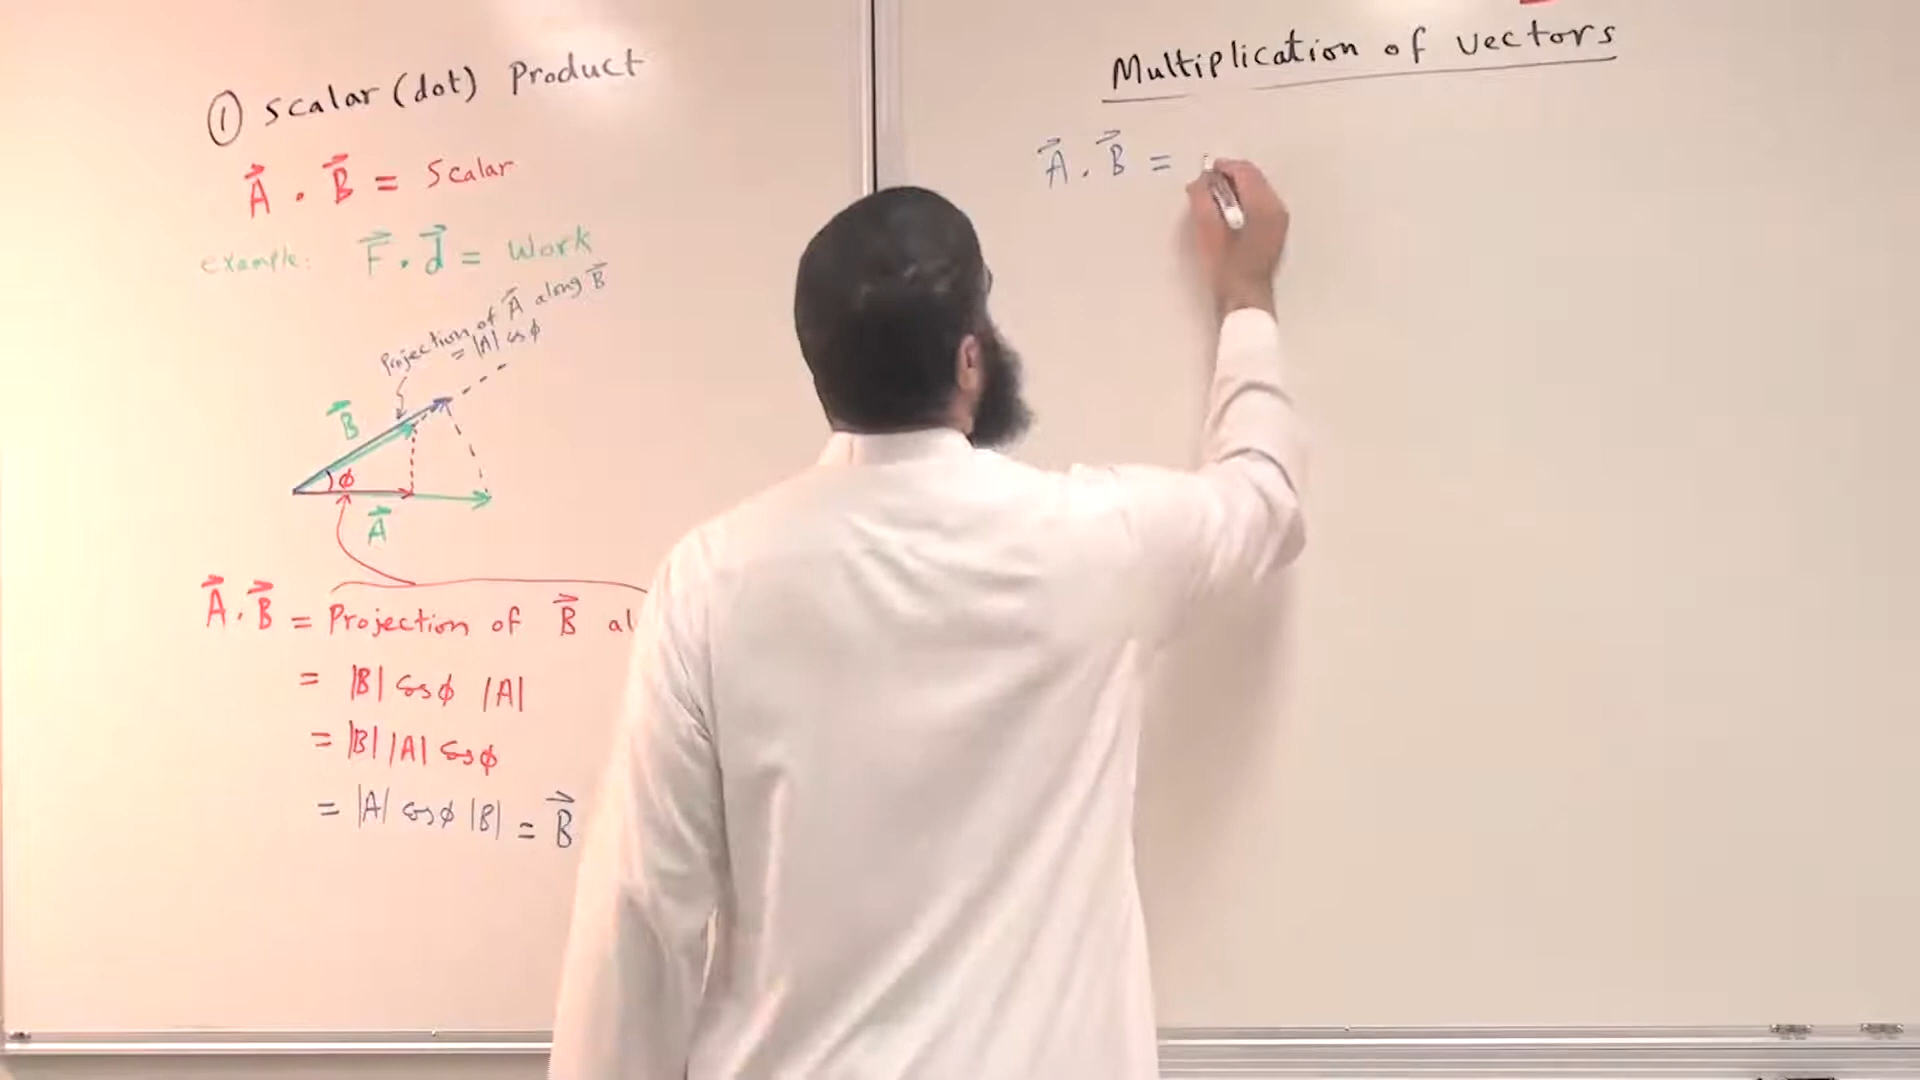 ① Scalar (dot) Product
A⃗ . B⃗ = Scalar
example: F⃗ . d⃗ = Work
Projection of A⃗ along B⃗
= |A| cos ϕ
B⃗
ϕ
A⃗
A⃗ . B⃗ = Projection of B⃗ al
= |B| cos ϕ |A|
= |B| |A| cos ϕ
= |A| cos ϕ |B| = B⃗
Multiplication of vectors
A⃗ . B⃗ =